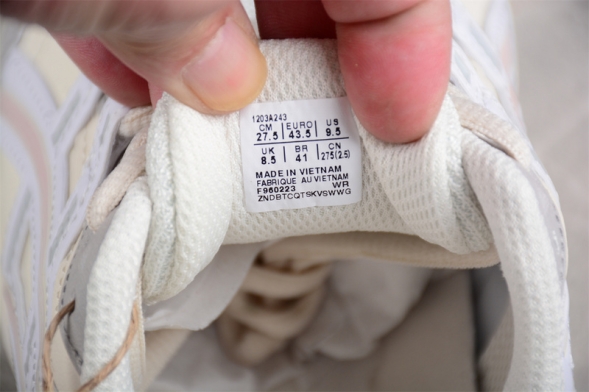 1203A243
CM EURO US
27.5 43.5 9.5
UK BR CN
8.5 41 275(2.5)
MADE IN VIETNAM
FABRIQUE AU VIETNAM
F960223 WR
ZNDBTCQTSKVSWWG